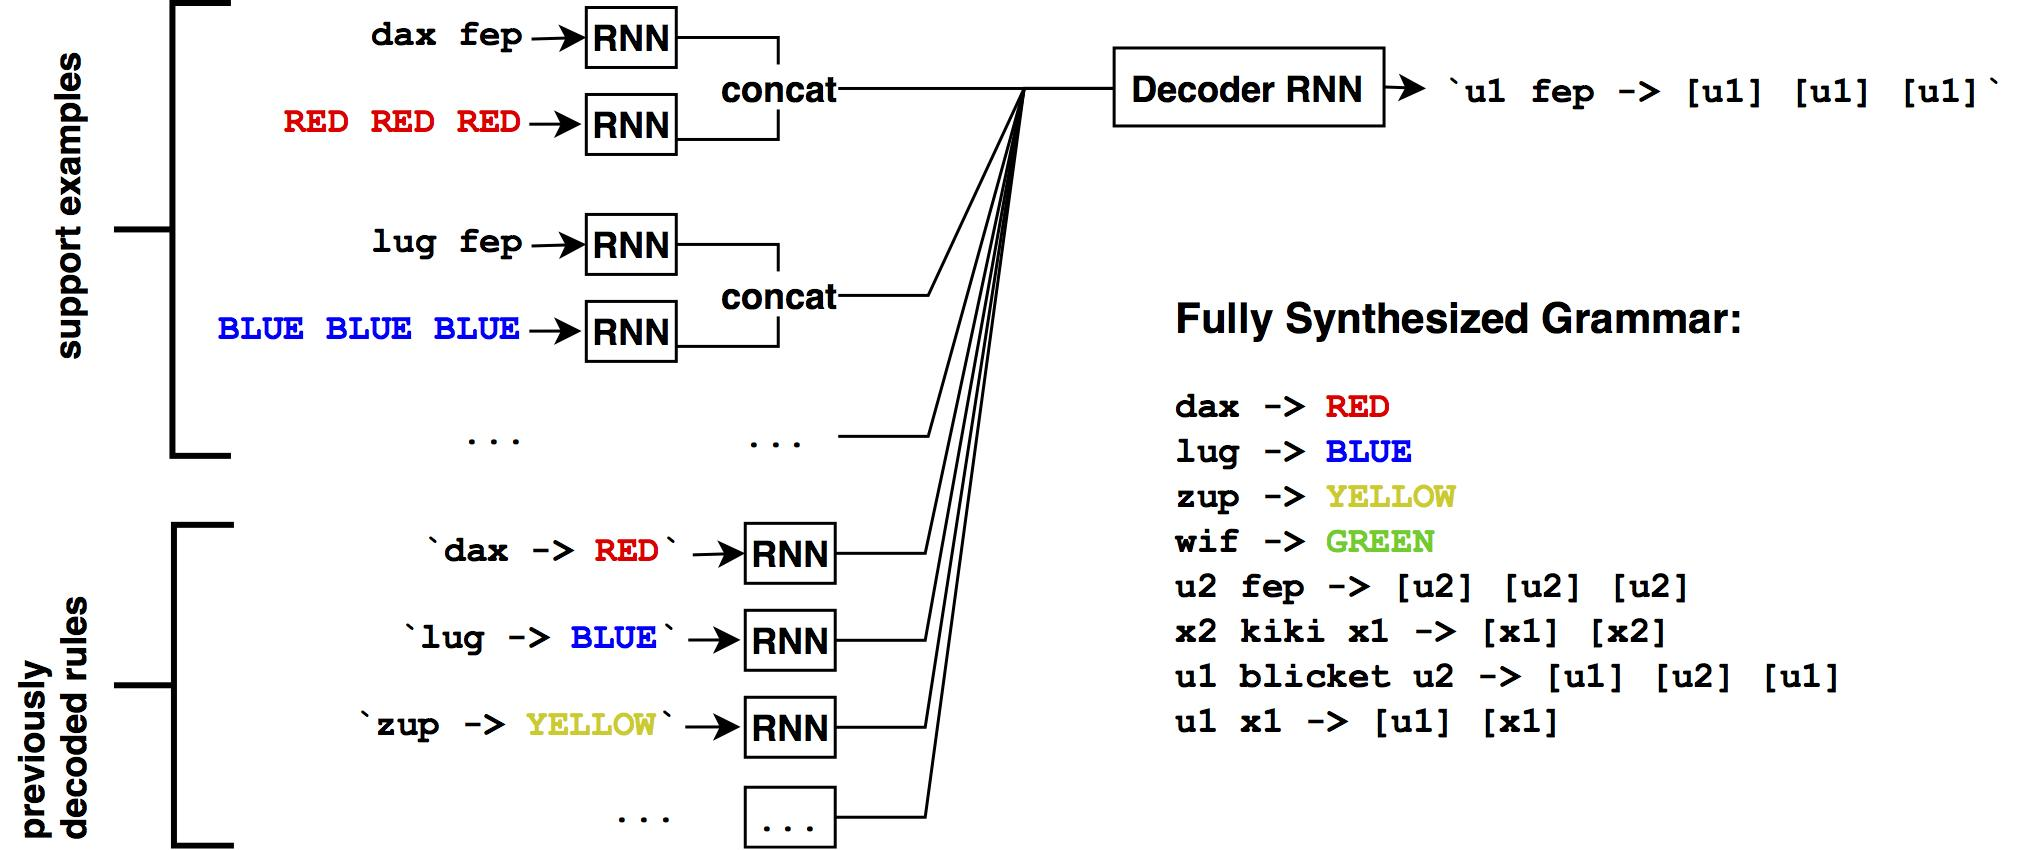 support examples
dax fep
RNN
RED RED RED
RNN
concat
lug fep
RNN
BLUE BLUE BLUE
RNN
concat
...
...
previously
decoded rules
`dax -> RED`
RNN
`lug -> BLUE`
RNN
`zup -> YELLOW`
RNN
...
...
Decoder RNN
`u1 fep -> [u1] [u1] [u1]`
Fully Synthesized Grammar:
dax -> RED
lug -> BLUE
zup -> YELLOW
wif -> GREEN
u2 fep -> [u2] [u2] [u2]
x2 kiki x1 -> [x1] [x2]
u1 blicket u2 -> [u1] [u2] [u1]
u1 x1 -> [u1] [x1]